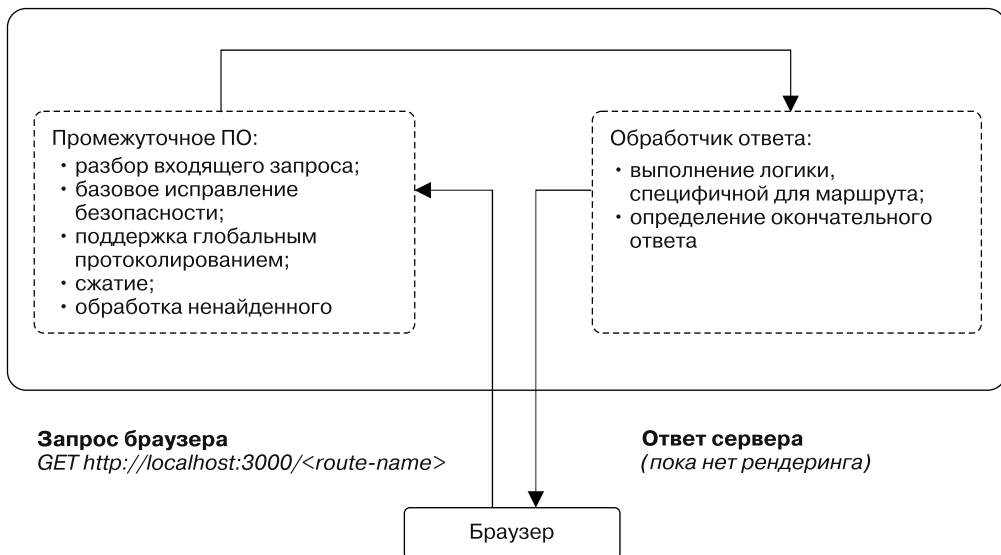 Промежуточное ПО:
• разбор входящего запроса;
• базовое исправление
безопасности;
• поддержка глобальным
протоколированием;
• сжатие;
• обработка ненайденного
Обработчик ответа:
• выполнение логики,
специфичной для маршрута;
• определение окончательного
ответа
Запрос браузера
GET http://localhost:3000/<route-name>
Ответ сервера
(пока нет рендеринга)
Браузер